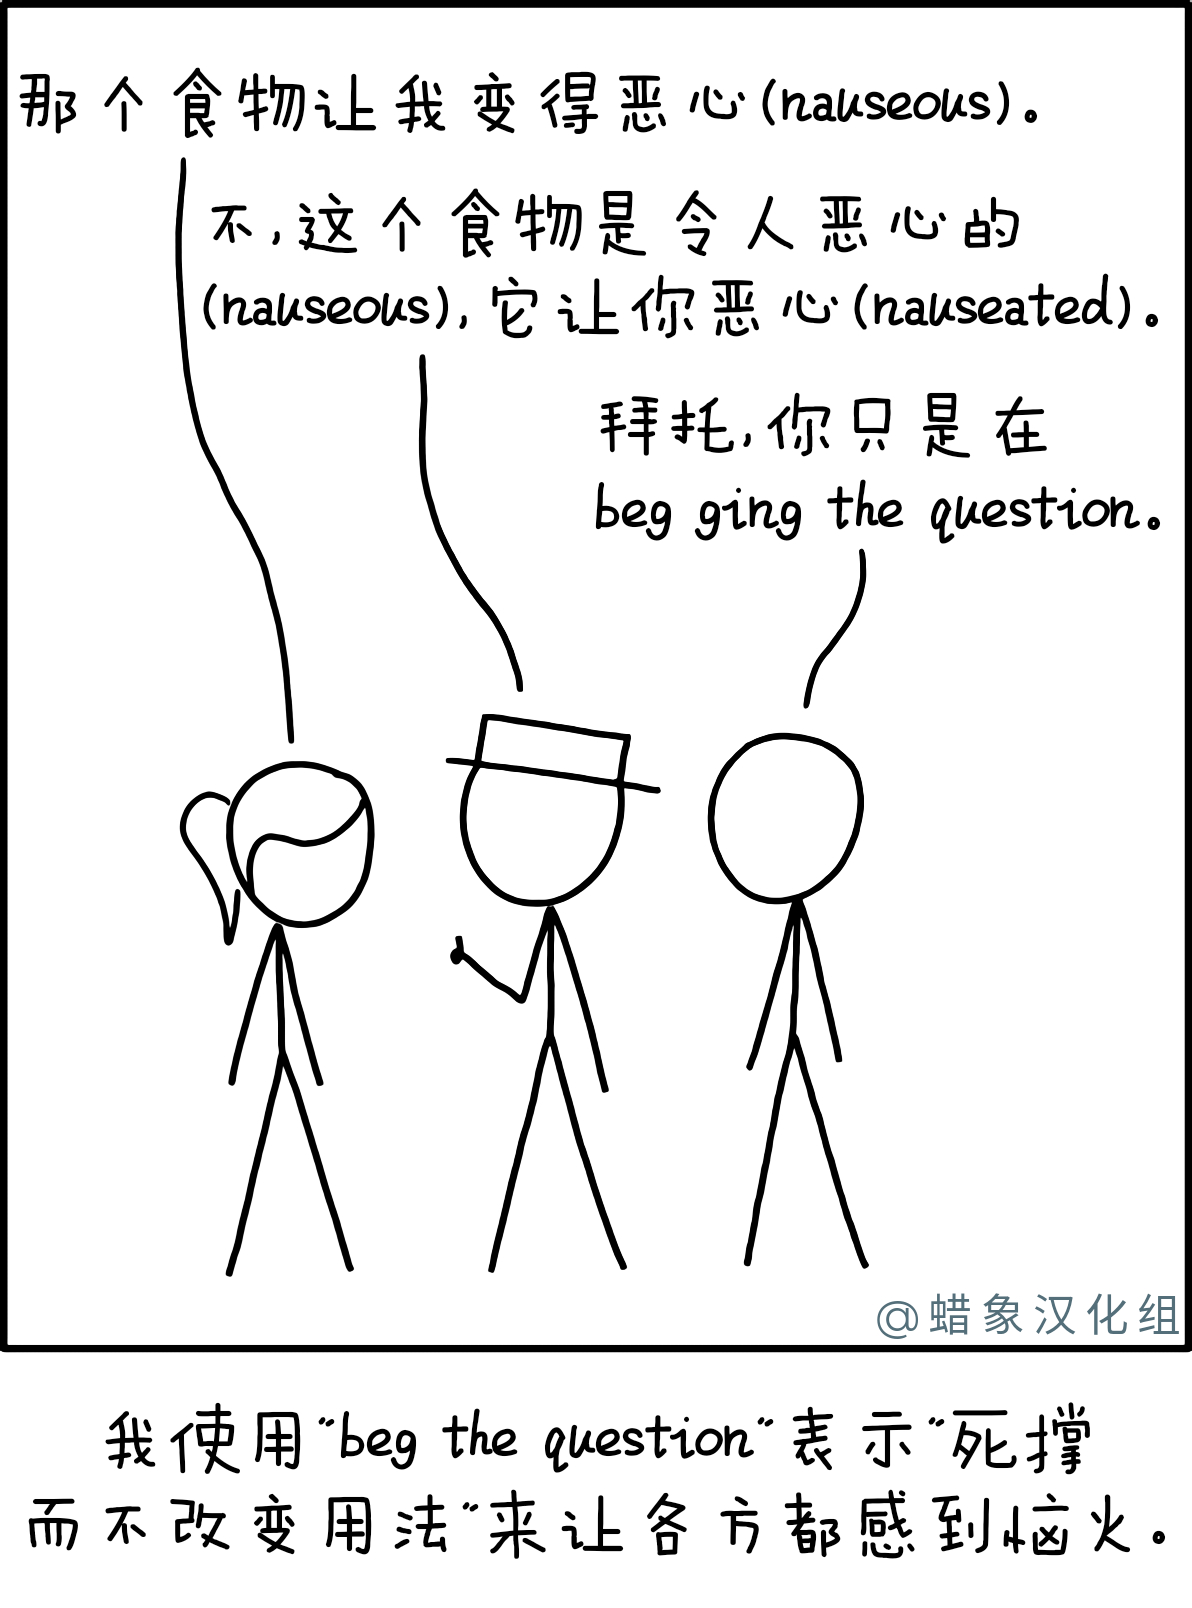 那个食物让我变得恶心(nauseous)。
不,这个食物是令人恶心的
(nauseous),它让你恶心(nauseated)。
拜托,你只是在
beg ging the question.
@蜡象汉化组
我使用"beg the question"表示"死撑
而不改变用法"来让各方都感到恼火。